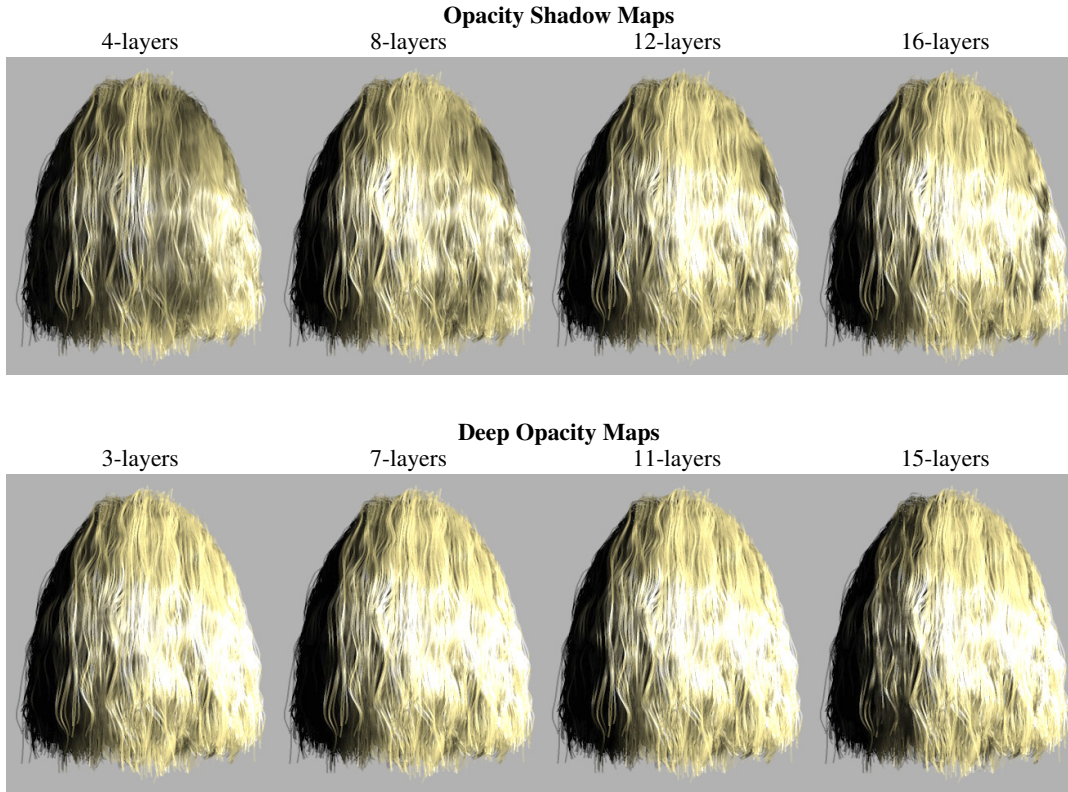 Opacity Shadow Maps
4-layers 8-layers 12-layers 16-layers
Deep Opacity Maps
3-layers 7-layers 11-layers 15-layers